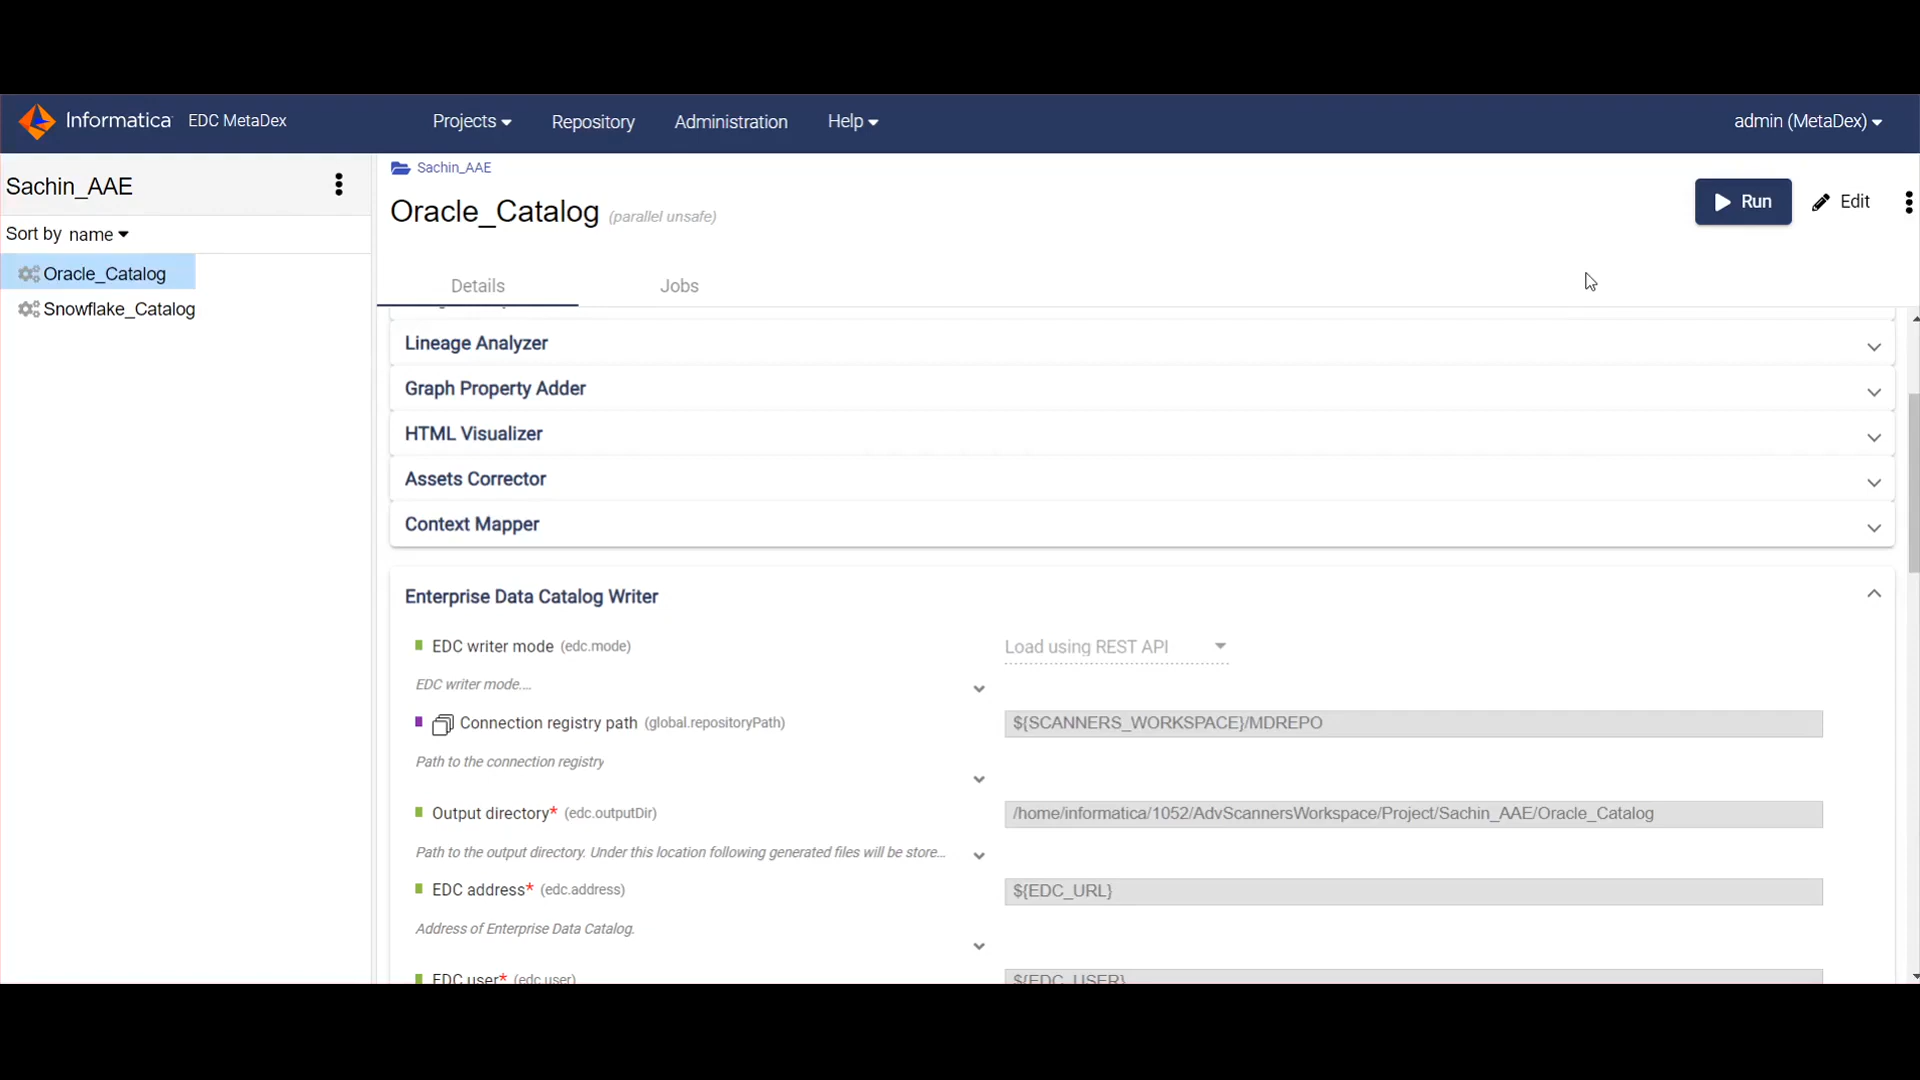 Informatica EDC MetaDex Projects Repository Administration Help admin (MetaDex)
Sachin_AAE
Sort by name
Oracle_Catalog
Snowflake_Catalog
Sachin_AAE
Oracle_Catalog (parallel unsafe)
Run Edit
Details Jobs
Lineage Analyzer
Graph Property Adder
HTML Visualizer
Assets Corrector
Context Mapper
Enterprise Data Catalog Writer
EDC writer mode (edc.mode) Load using REST API
EDC writer mode....
Connection registry path (global.repositoryPath) ${SCANNERS_WORKSPACE}/MDREPO
Path to the connection registry
Output directory* (edc.outputDir) /home/informatica/1052/AdvScannersWorkspace/Project/Sachin_AAE/Oracle_Catalog
Path to the output directory. Under this location following generated files will be store...
EDC address* (edc.address) ${EDC_URL}
Address of Enterprise Data Catalog.
EDC user* (edc.user) ${EDC_USER}